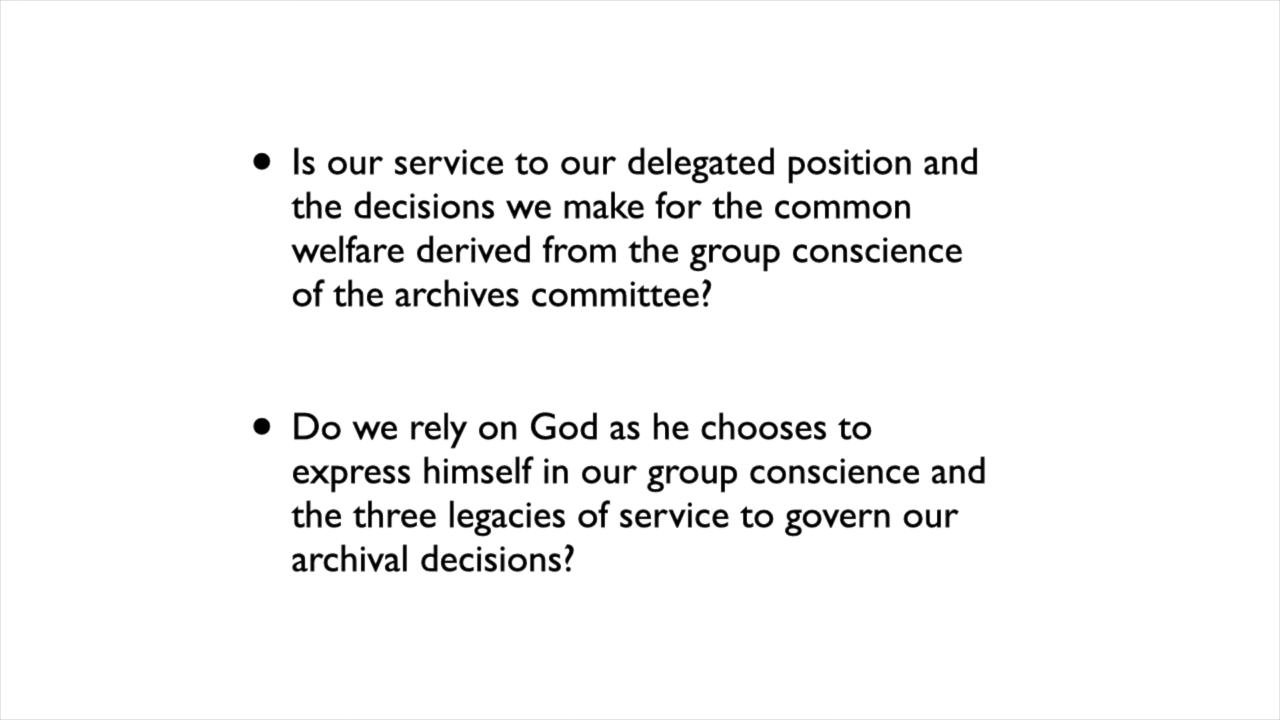 • Is our service to our delegated position and
the decisions we make for the common
welfare derived from the group conscience
of the archives committee?
• Do we rely on God as he chooses to
express himself in our group conscience and
the three legacies of service to govern our
archival decisions?